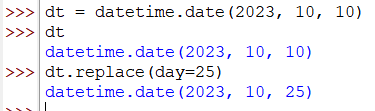 >>> dt = datetime.date(2023, 10, 10)
>>> dt
datetime.date(2023, 10, 10)
>>> dt.replace(day=25)
datetime.date(2023, 10, 25)
>>>